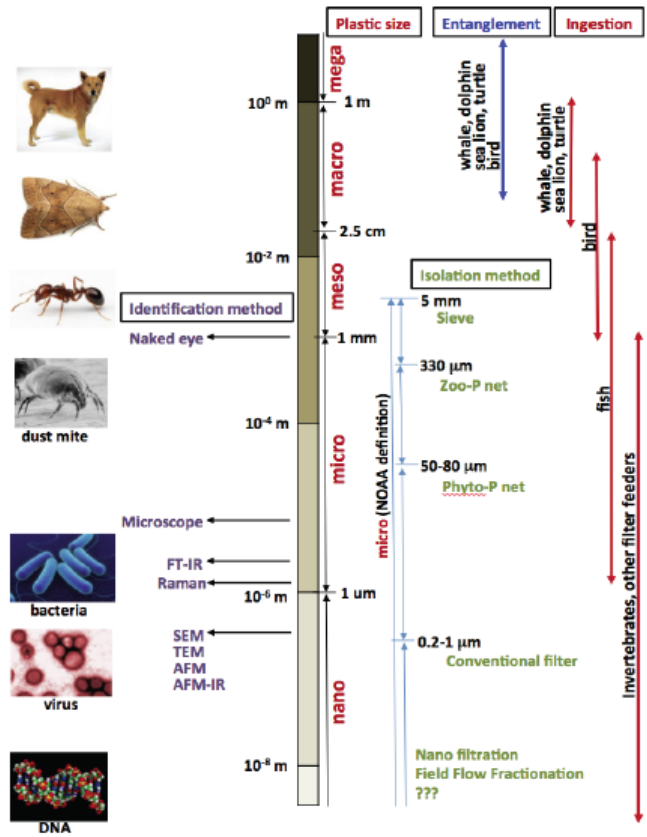 Plastic size
Entanglement
Ingestion
mega
10⁰ m
1 m
whale, dolphin
sea lion, turtle
bird
whale, dolphin
sea lion, turtle
macro
bird
2.5 cm
10⁻² m
meso
Isolation method
Identification method
5 mm
Sieve
Naked eye
1 mm
330 μm
Zoo-P net
fish
dust mite
10⁻⁴ m
micro
micro (NOAA definition)
50-80 μm
Phyto-P net
Invertebrates, other filter feeders
Microscope
FT-IR
Raman
bacteria
10⁻⁶ m
1 um
SEM
TEM
AFM
AFM-IR
0.2-1 μm
Conventional filter
virus
nano
10⁻⁸ m
Nano filtration
Field Flow Fractionation
???
DNA